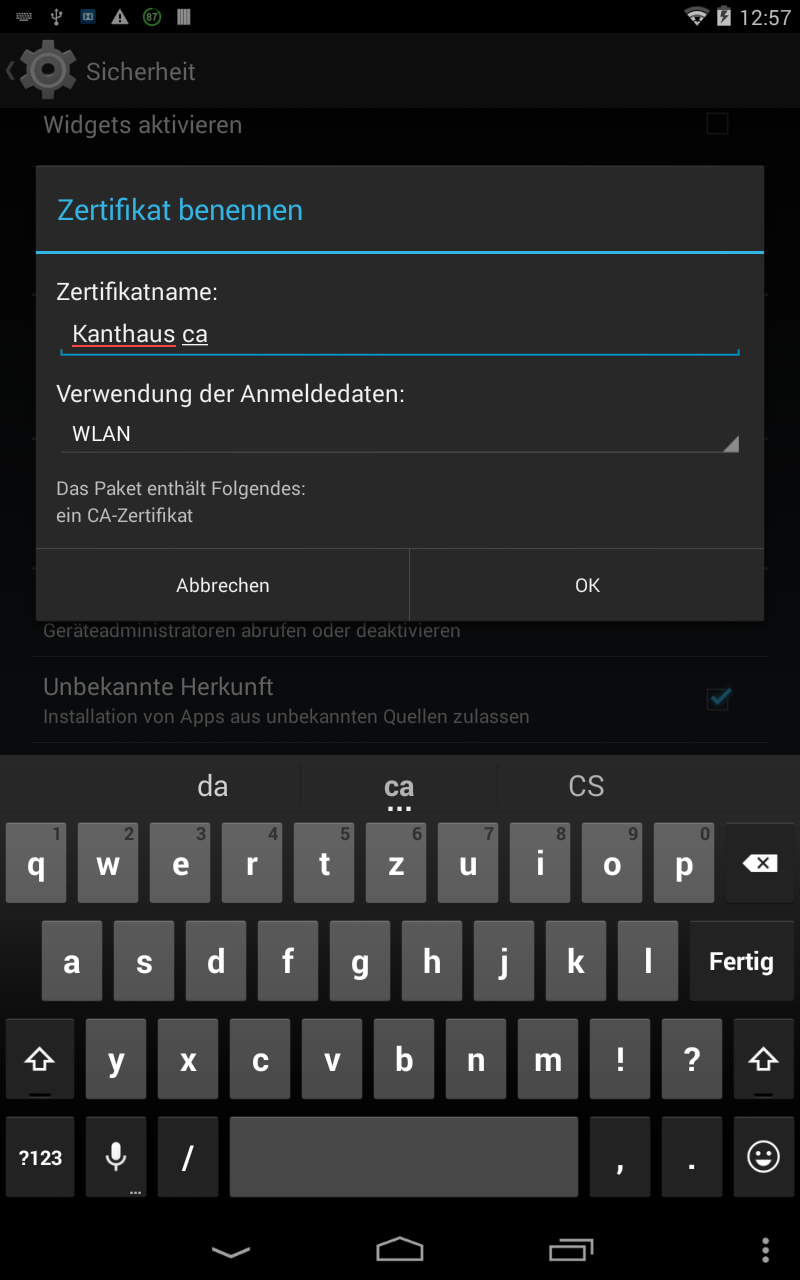 87 12:57
Sicherheit
Widgets aktivieren
Zertifikat benennen
Zertifikatname:
Kanthaus ca
Verwendung der Anmeldedaten:
WLAN
Das Paket enthält Folgendes:
ein CA-Zertifikat
Abbrechen OK
Geräteadministratoren abrufen oder deaktivieren
Unbekannte Herkunft
Installation von Apps aus unbekannten Quellen zulassen
da ca CS
1 2 3 4 5 6 7 8 9 0
q w e r t z u i o p
a s d f g h j k l Fertig
y x c v b n m ! ?
?123 / , .